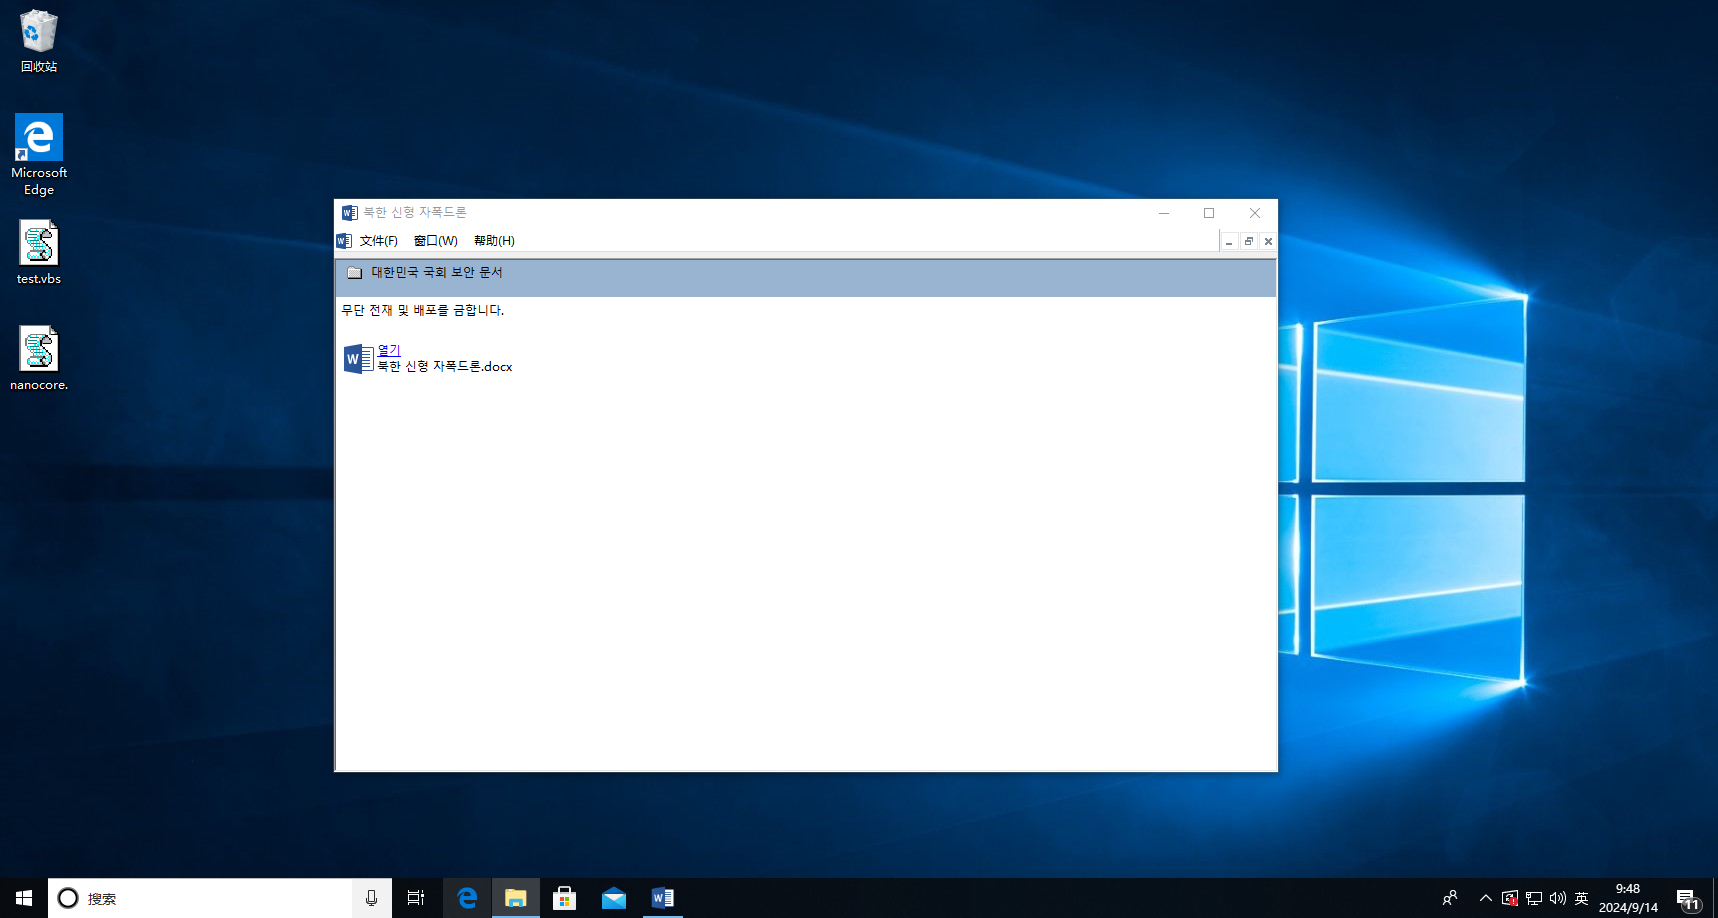 回收站
Microsoft
Edge
test.vbs
nanocore.
북한 신형 자폭드론
文件(F) 窗口(W) 帮助(H)
대한민국 국회 보안 문서
무단 전재 및 배포를 금합니다.
열기
북한 신형 자폭드론.docx
搜索
英
9:48
2024/9/14
11